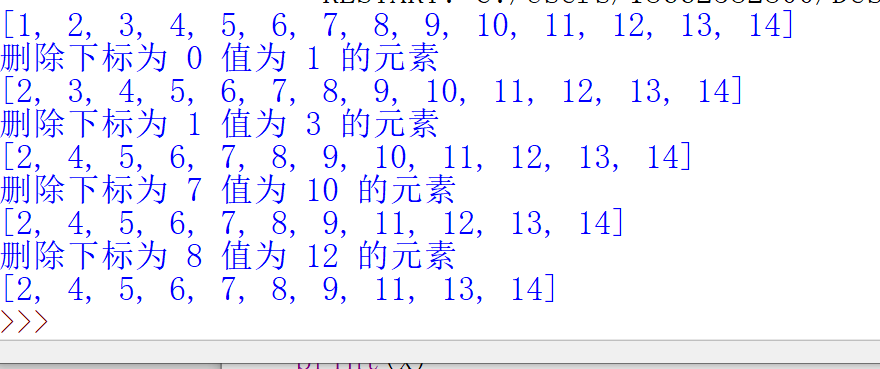 [1, 2, 3, 4, 5, 6, 7, 8, 9, 10, 11, 12, 13, 14]
删除下标为 0 值为 1 的元素
[2, 3, 4, 5, 6, 7, 8, 9, 10, 11, 12, 13, 14]
删除下标为 1 值为 3 的元素
[2, 4, 5, 6, 7, 8, 9, 10, 11, 12, 13, 14]
删除下标为 7 值为 10 的元素
[2, 4, 5, 6, 7, 8, 9, 11, 12, 13, 14]
删除下标为 8 值为 12 的元素
[2, 4, 5, 6, 7, 8, 9, 11, 13, 14]
>>>